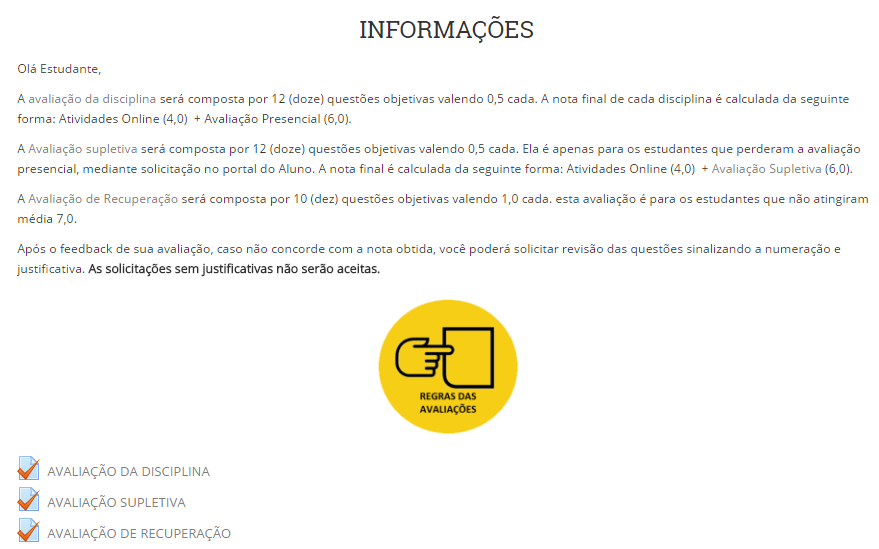 INFORMAÇÕES
Olá Estudante,
A avaliação da disciplina será composta por 12 (doze) questões objetivas valendo 0,5 cada. A nota final de cada disciplina é calculada da seguinte
forma: Atividades Online (4,0)  + Avaliação Presencial (6,0).
A Avaliação supletiva será composta por 12 (doze) questões objetivas valendo 0,5 cada. Ela é apenas para os estudantes que perderam a avaliação
presencial, mediante solicitação no portal do Aluno. A nota final é calculada da seguinte forma: Atividades Online (4,0)  + Avaliação Supletiva (6,0).
A Avaliação de Recuperação será composta por 10 (dez) questões objetivas valendo 1,0 cada. esta avaliação é para os estudantes que não atingiram
média 7,0.
Após o feedback de sua avaliação, caso não concorde com a nota obtida, você poderá solicitar revisão das questões sinalizando a numeração e
justificativa. As solicitações sem justificativas não serão aceitas.
REGRAS DAS
AVALIAÇÕES
AVALIAÇÃO DA DISCIPLINA
AVALIAÇÃO SUPLETIVA
AVALIAÇÃO DE RECUPERAÇÃO